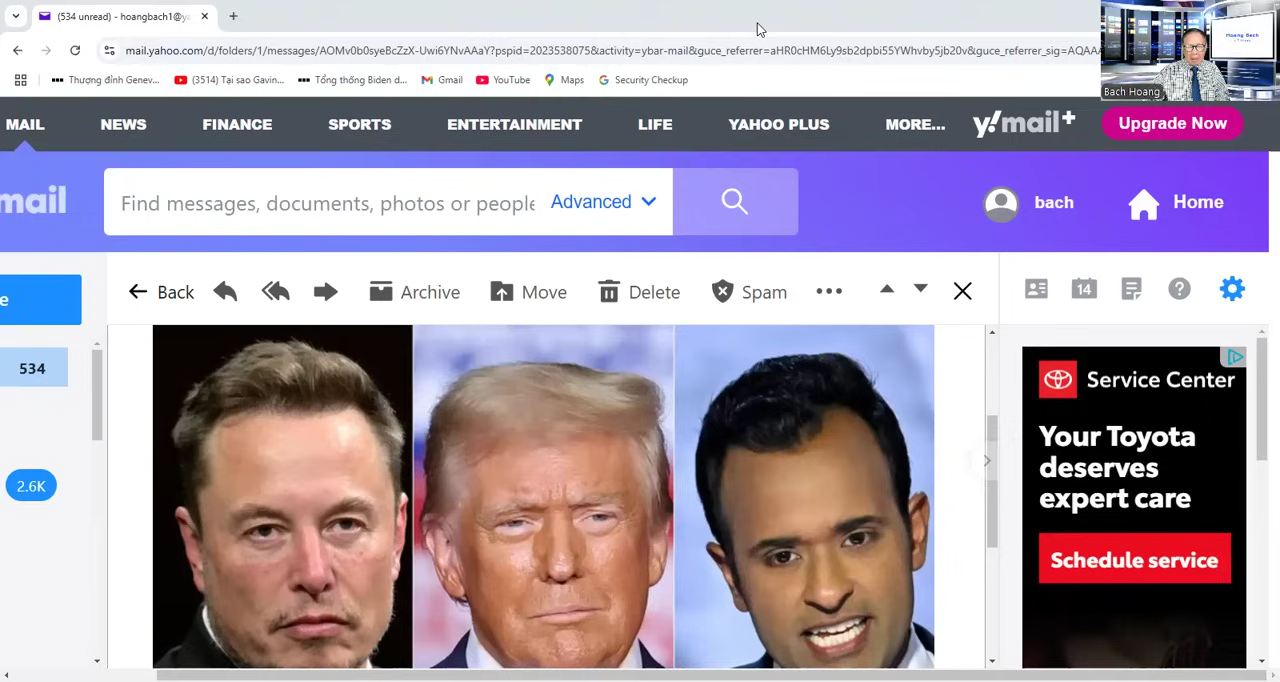 (534 unread) - hoangbach1@ya
mail.yahoo.com/d/folders/1/messages/AOMv0b0syeBcZzX-Uwi6YNvAAaY?pspid=2023538075&activity=ybar-mail&guce_referrer=aHR0cHM6Ly9sb2dpbi55YWhvby5jb20v&guce_referrer_sig=AQAA
Thượng đỉnh Genev...
(3514) Tại sao Gavin...
Tổng thống Biden d...
Gmail
YouTube
Maps
Security Checkup
Hoang Bach
Bach Hoang
MAIL NEWS FINANCE SPORTS ENTERTAINMENT LIFE YAHOO PLUS MORE... y!mail+ Upgrade Now
mail
Find messages, documents, photos or people
Advanced
bach
Home
e
Back Archive Move Delete Spam
14
534
2.6K
Service Center
Your Toyota
deserves
expert care
Schedule service